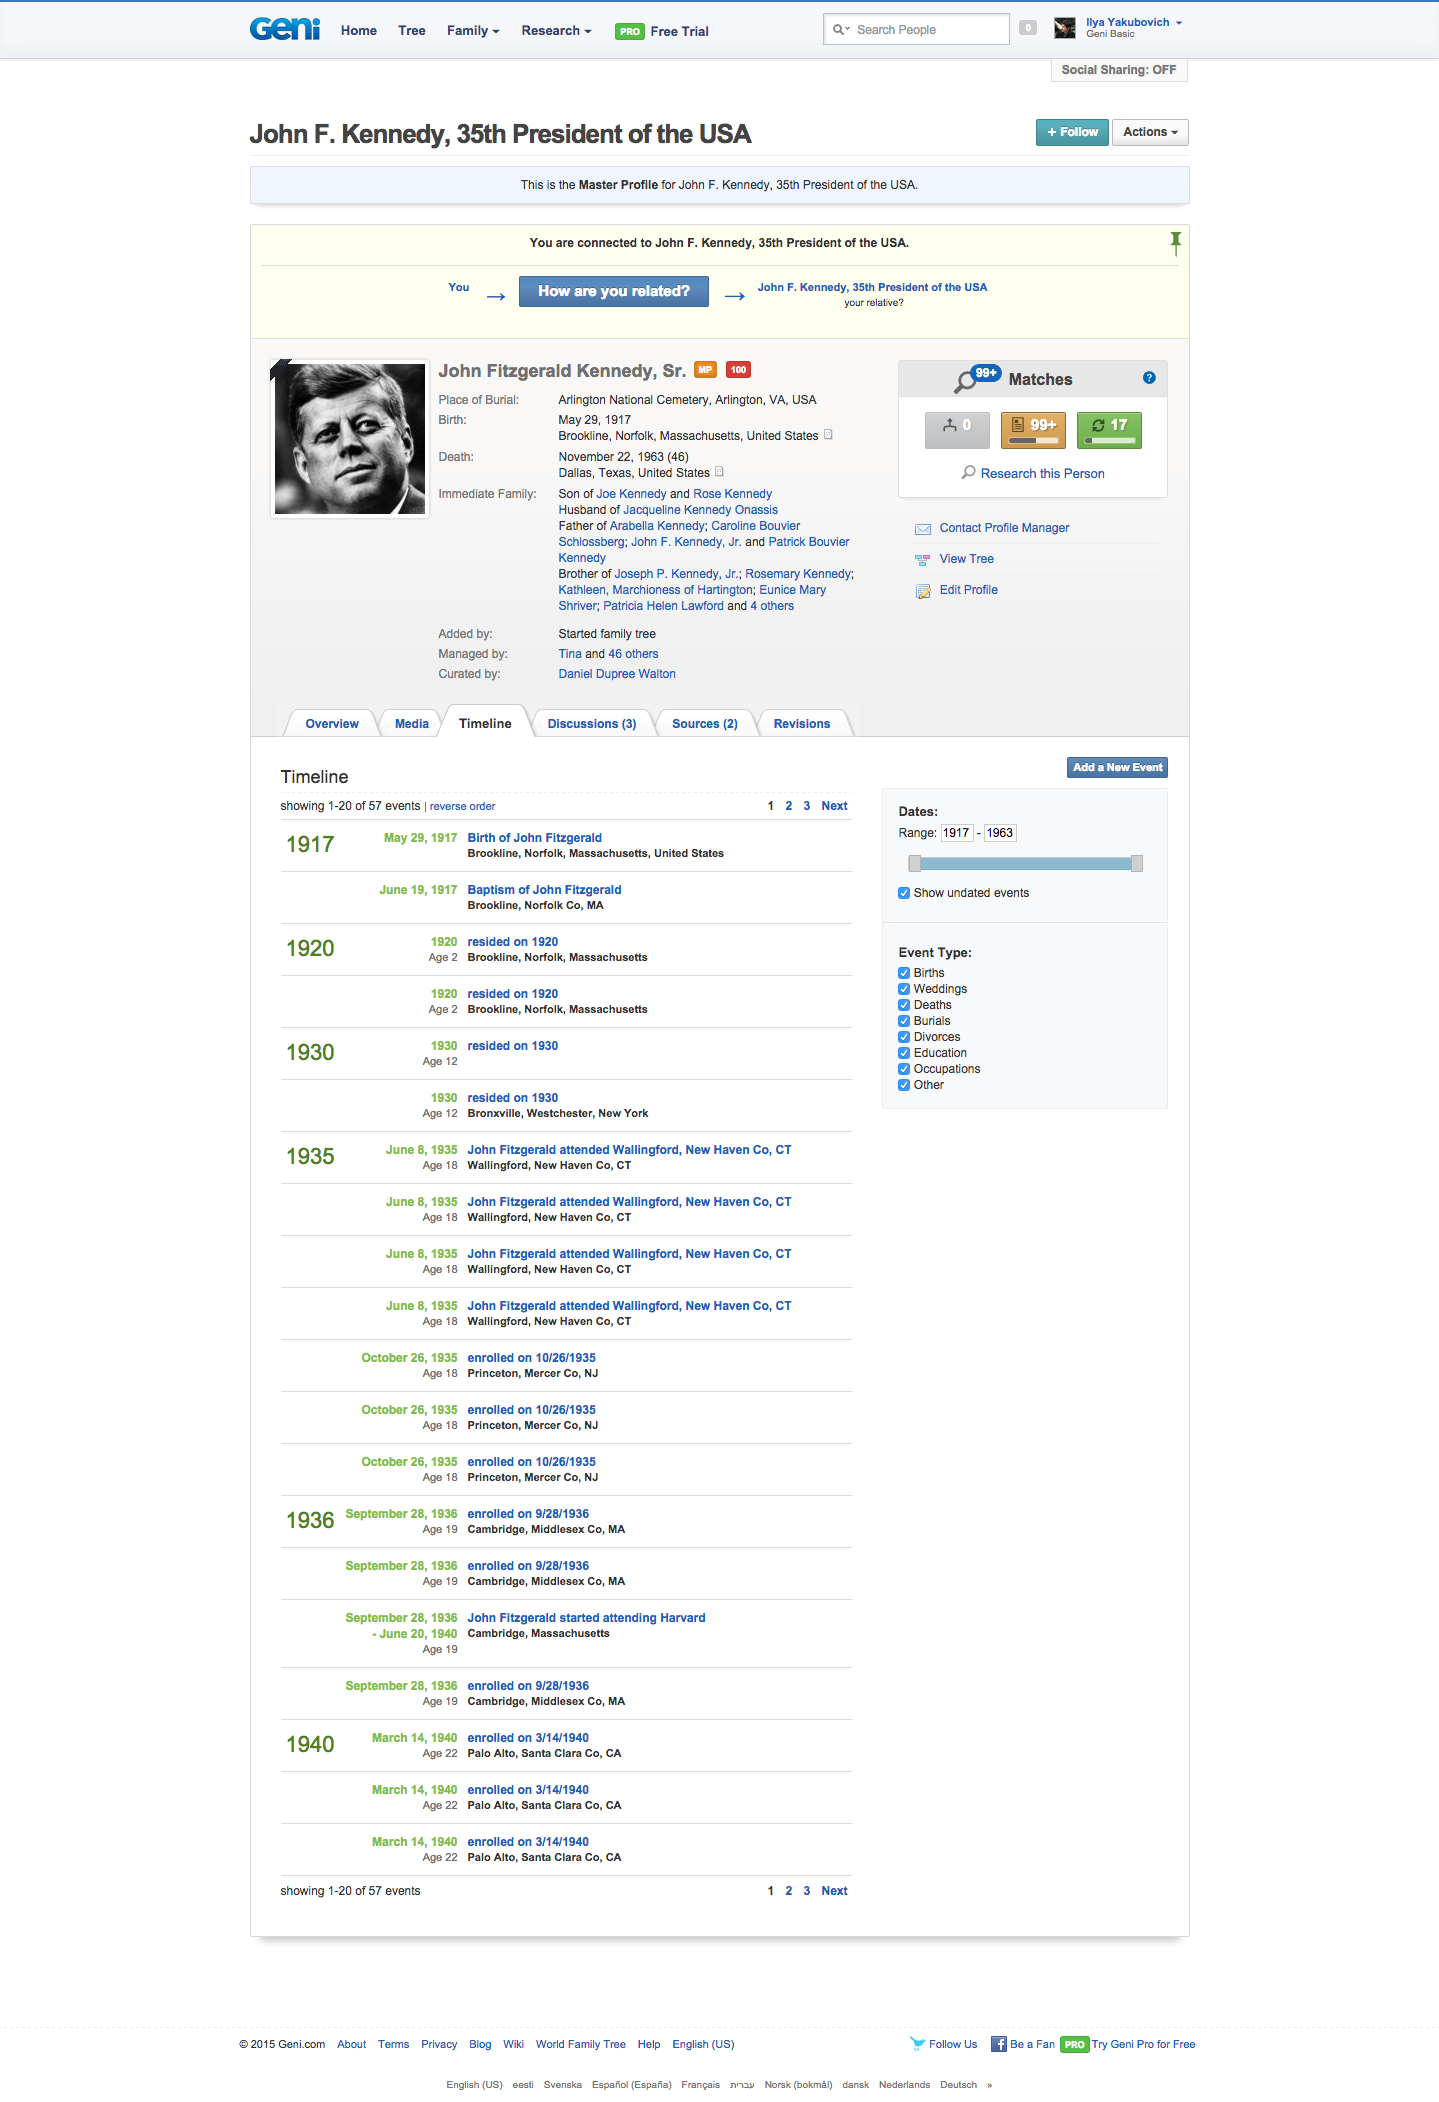 Geni Home Tree Family Research PRO Free Trial Search People 0 Ilya Yakubovich
Geni Basic
Social Sharing: OFF
John F. Kennedy, 35th President of the USA + Follow Actions
This is the Master Profile for John F. Kennedy, 35th President of the USA.
You are connected to John F. Kennedy, 35th President of the USA.
You → How are you related? → John F. Kennedy, 35th President of the USA
your relative?
John Fitzgerald Kennedy, Sr. MP 100
Place of Burial: Arlington National Cemetery, Arlington, VA, USA
Birth: May 29, 1917
Brookline, Norfolk, Massachusetts, United States
Death: November 22, 1963 (46)
Dallas, Texas, United States
Immediate Family: Son of Joe Kennedy and Rose Kennedy
Husband of Jacqueline Kennedy Onassis
Father of Arabella Kennedy; Caroline Bouvier
Schlossberg; John F. Kennedy, Jr. and Patrick Bouvier
Kennedy
Brother of Joseph P. Kennedy, Jr.; Rosemary Kennedy;
Kathleen, Marchioness of Hartington; Eunice Mary
Shriver; Patricia Helen Lawford and 4 others
Added by: Started family tree
Managed by: Tina and 46 others
Curated by: Daniel Dupree Walton
99+ Matches ?
0 99+ 17
Research this Person
Contact Profile Manager
View Tree
Edit Profile
Overview Media Timeline Discussions (3) Sources (2) Revisions
Timeline
showing 1-20 of 57 events | reverse order 1 2 3 Next
1917 May 29, 1917 Birth of John Fitzgerald
Brookline, Norfolk, Massachusetts, United States
June 19, 1917 Baptism of John Fitzgerald
Brookline, Norfolk Co, MA
1920 1920 resided on 1920
Age 2 Brookline, Norfolk, Massachusetts
1920 resided on 1920
Age 2 Brookline, Norfolk, Massachusetts
1930 1930 resided on 1930
Age 12
1930 resided on 1930
Age 12 Bronxville, Westchester, New York
1935 June 8, 1935 John Fitzgerald attended Wallingford, New Haven Co, CT
Age 18 Wallingford, New Haven Co, CT
June 8, 1935 John Fitzgerald attended Wallingford, New Haven Co, CT
Age 18 Wallingford, New Haven Co, CT
June 8, 1935 John Fitzgerald attended Wallingford, New Haven Co, CT
Age 18 Wallingford, New Haven Co, CT
June 8, 1935 John Fitzgerald attended Wallingford, New Haven Co, CT
Age 18 Wallingford, New Haven Co, CT
October 26, 1935 enrolled on 10/26/1935
Age 18 Princeton, Mercer Co, NJ
October 26, 1935 enrolled on 10/26/1935
Age 18 Princeton, Mercer Co, NJ
October 26, 1935 enrolled on 10/26/1935
Age 18 Princeton, Mercer Co, NJ
1936 September 28, 1936 enrolled on 9/28/1936
Age 19 Cambridge, Middlesex Co, MA
September 28, 1936 enrolled on 9/28/1936
Age 19 Cambridge, Middlesex Co, MA
September 28, 1936 John Fitzgerald started attending Harvard
- June 20, 1940 Cambridge, Massachusetts
Age 19
September 28, 1936 enrolled on 9/28/1936
Age 19 Cambridge, Middlesex Co, MA
1940 March 14, 1940 enrolled on 3/14/1940
Age 22 Palo Alto, Santa Clara Co, CA
March 14, 1940 enrolled on 3/14/1940
Age 22 Palo Alto, Santa Clara Co, CA
March 14, 1940 enrolled on 3/14/1940
Age 22 Palo Alto, Santa Clara Co, CA
showing 1-20 of 57 events 1 2 3 Next
Add a New Event
Dates:
Range: 1917 - 1963
Show undated events
Event Type:
Births
Weddings
Deaths
Burials
Divorces
Education
Occupations
Other
© 2015 Geni.com About Terms Privacy Blog Wiki World Family Tree Help English (US) Follow Us Be a Fan PRO Try Geni Pro for Free
English (US) eesti Svenska Español (España) Français עברית Norsk (bokmål) dansk Nederlands Deutsch »